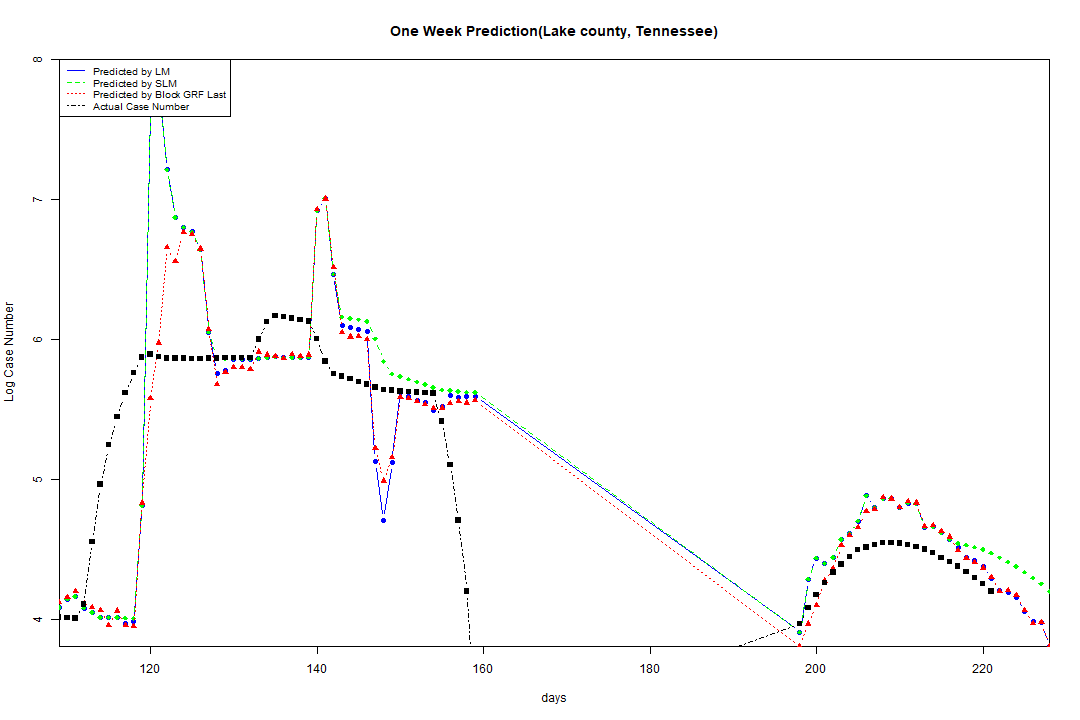 One Week Prediction(Lake county, Tennessee)
8
Predicted by LM
Predicted by SLM
Predicted by Block GRF Last
Actual Case Number
7
6
5
4
Log Case Number
120 140 160 180 200 220
days